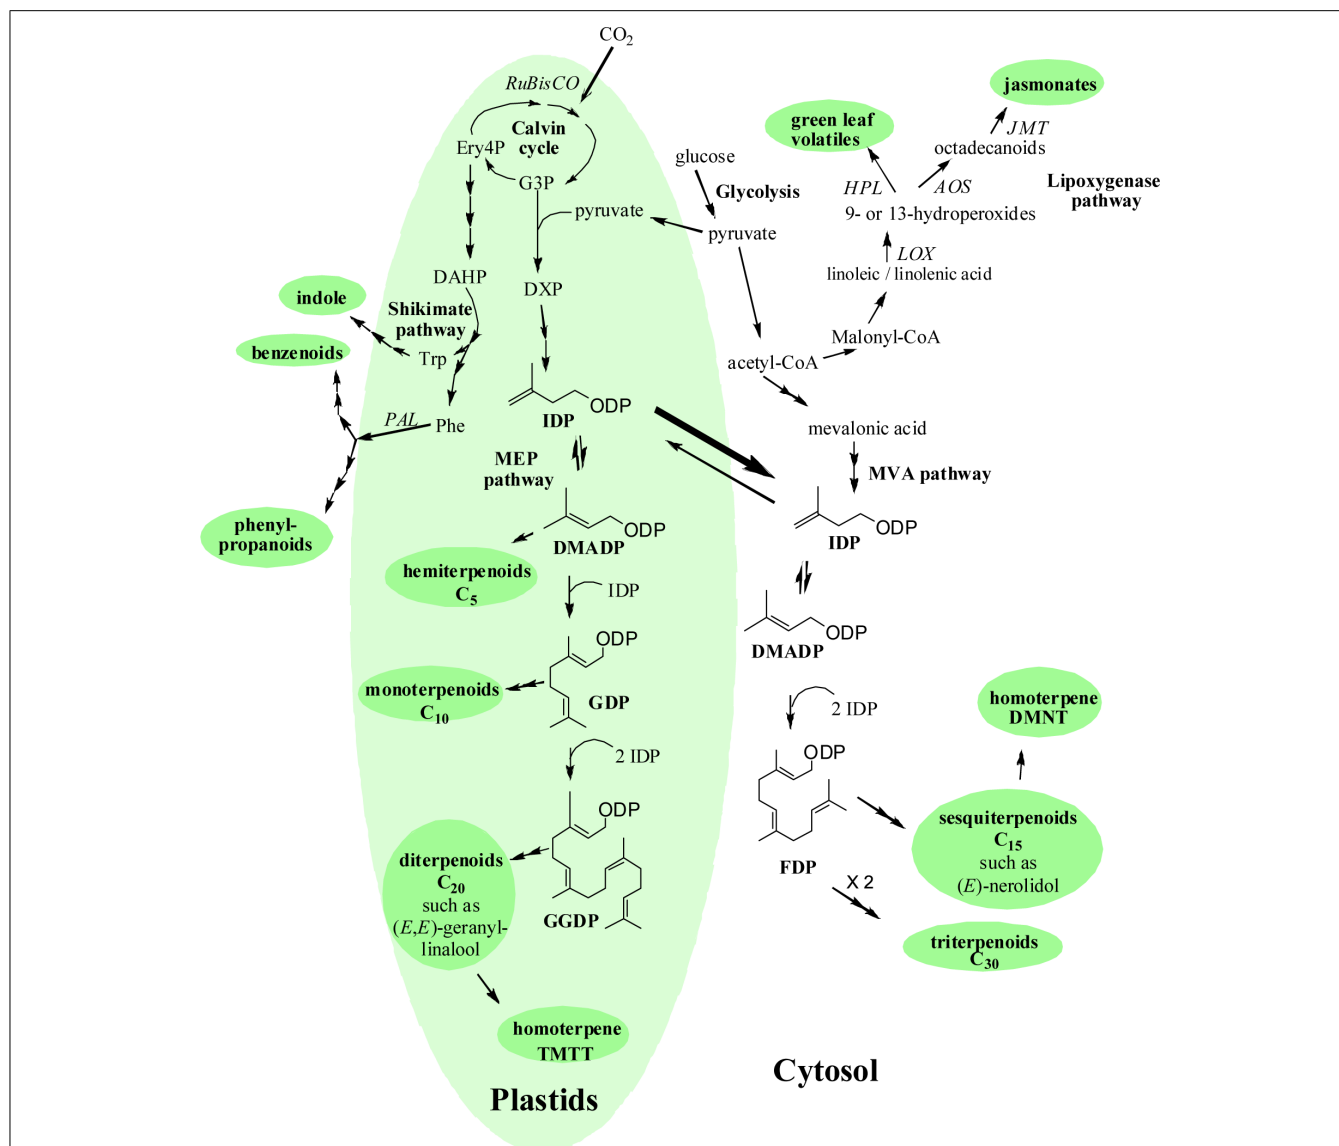 CO2
RuBisCO
Calvin
cycle
Ery4P
G3P
pyruvate
glucose
Glycolysis
pyruvate
green leaf
volatiles
jasmonates
JMT
octadecanoids
HPL
AOS
Lipoxygenase
pathway
9- or 13-hydroperoxides
LOX
linoleic / linolenic acid
Malonyl-CoA
acetyl-CoA
DAHP
DXP
indole
Shikimate
pathway
benzenoids
Trp
PAL
Phe
phenyl-
propanoids
ODP
IDP
MEP
pathway
mevalonic acid
MVA pathway
ODP
IDP
ODP
DMADP
hemiterpenoids
C5
IDP
ODP
DMADP
ODP
GDP
monoterpenoids
C10
2 IDP
2 IDP
homoterpene
DMNT
ODP
FDP
sesquiterpenoids
C15
such as
(E)-nerolidol
X 2
triterpenoids
C30
ODP
GGDP
diterpenoids
C20
such as
(E,E)-geranyl-
linalool
homoterpene
TMTT
Plastids
Cytosol